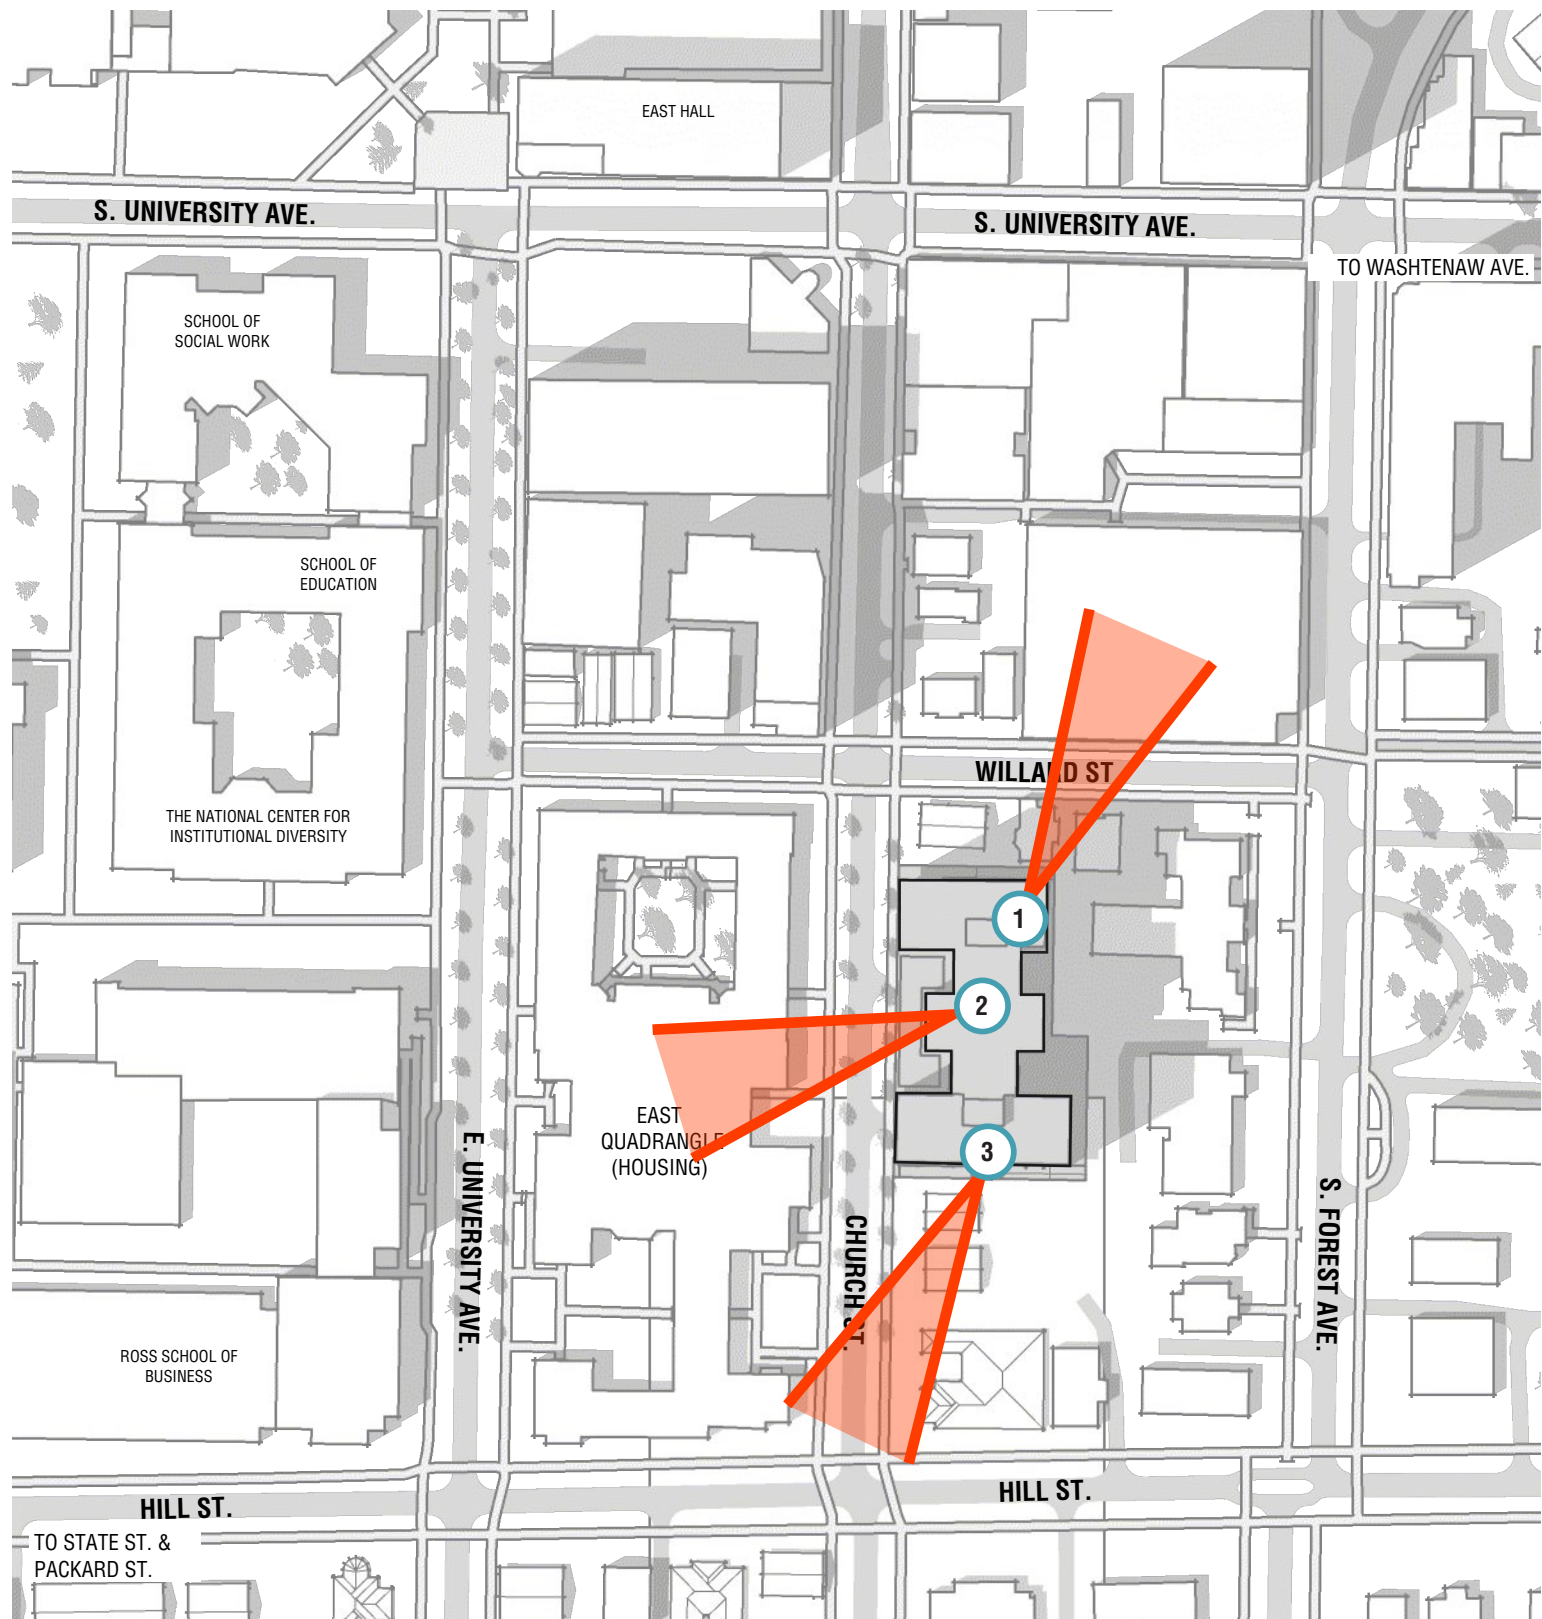 EAST HALL
S. UNIVERSITY AVE.
S. UNIVERSITY AVE.
TO WASHTENAW AVE.
SCHOOL OF
SOCIAL WORK
SCHOOL OF
EDUCATION
WILLARD ST
THE NATIONAL CENTER FOR
INSTITUTIONAL DIVERSITY
1
2
3
EAST
QUADRANGLE
(HOUSING)
E. UNIVERSITY AVE.
CHURCH ST.
S. FOREST AVE.
ROSS SCHOOL OF
BUSINESS
HILL ST.
HILL ST.
TO STATE ST. &
PACKARD ST.